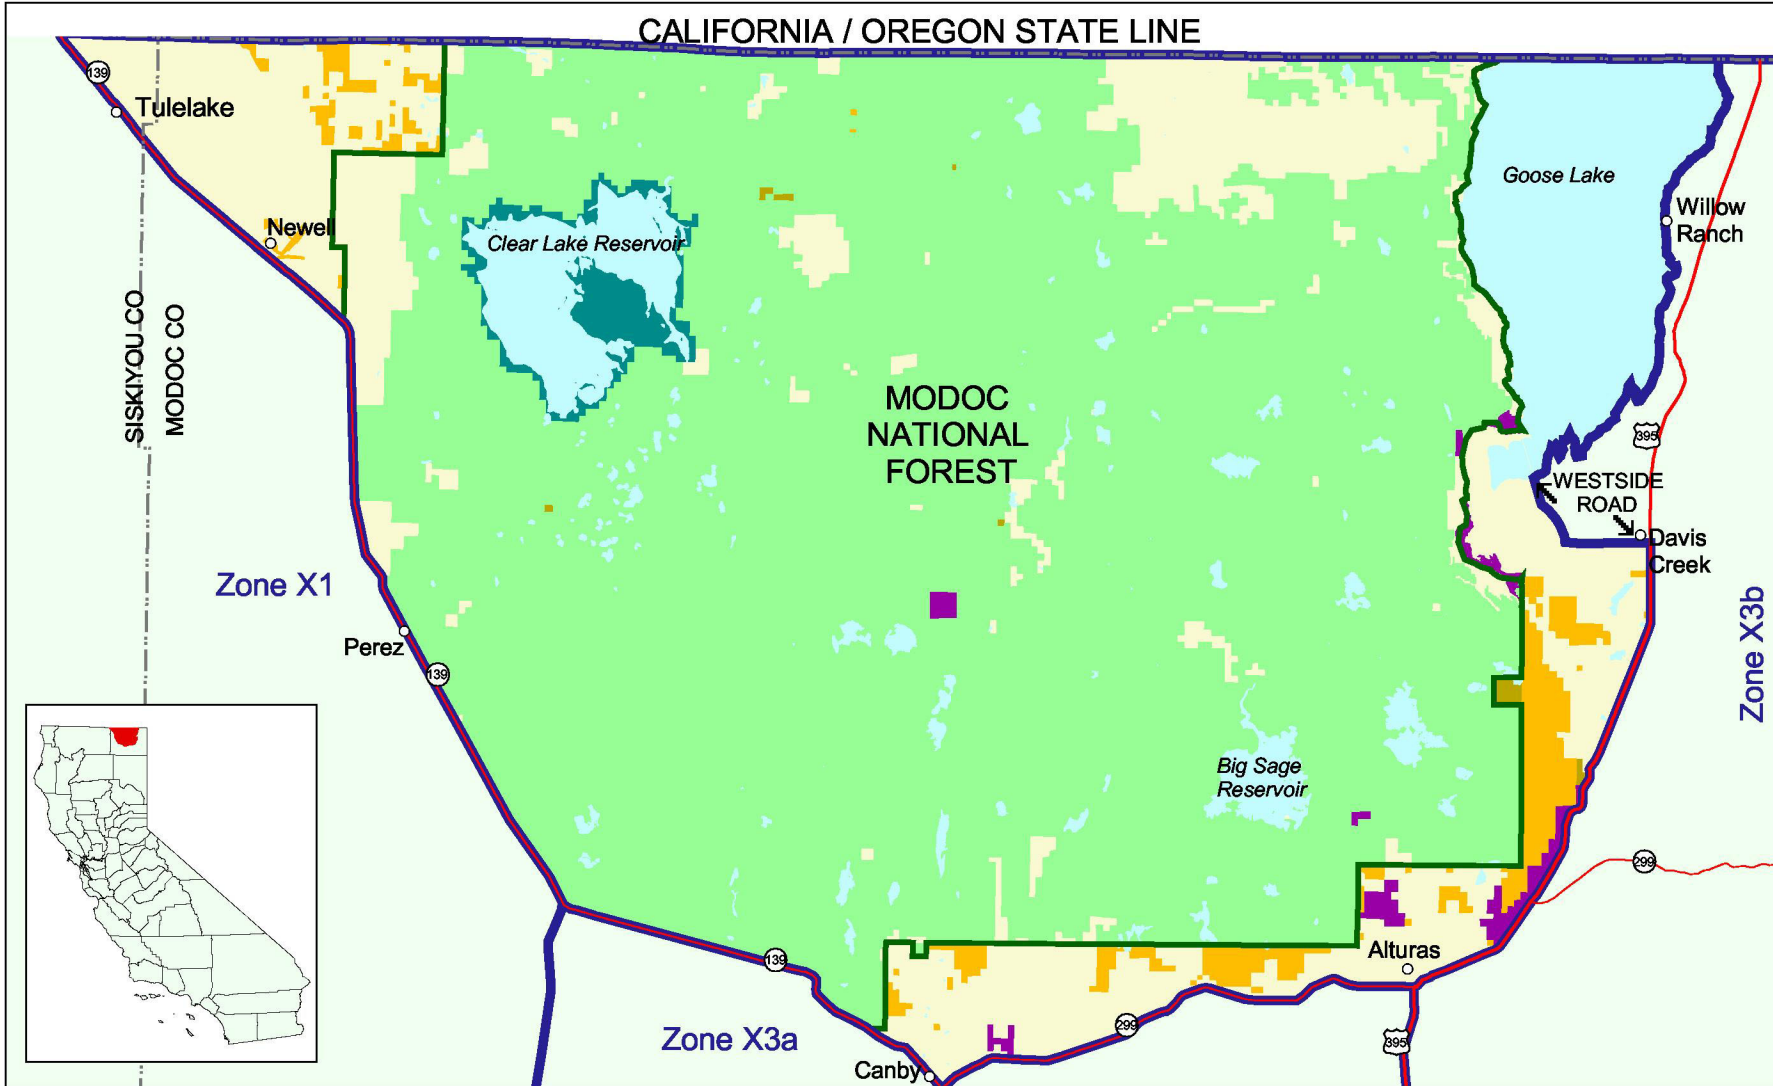 CALIFORNIA / OREGON STATE LINE
139
Tulelake
Goose Lake
Willow
Ranch
Newell
Clear Lake Reservoir
SISKIYOU CO
MODOC CO
MODOC
NATIONAL
FOREST
395
WESTSIDE
ROAD
Davis
Creek
Zone X1
Zone X3b
Perez
139
Big Sage
Reservoir
299
Alturas
139
299
Zone X3a
395
Canby